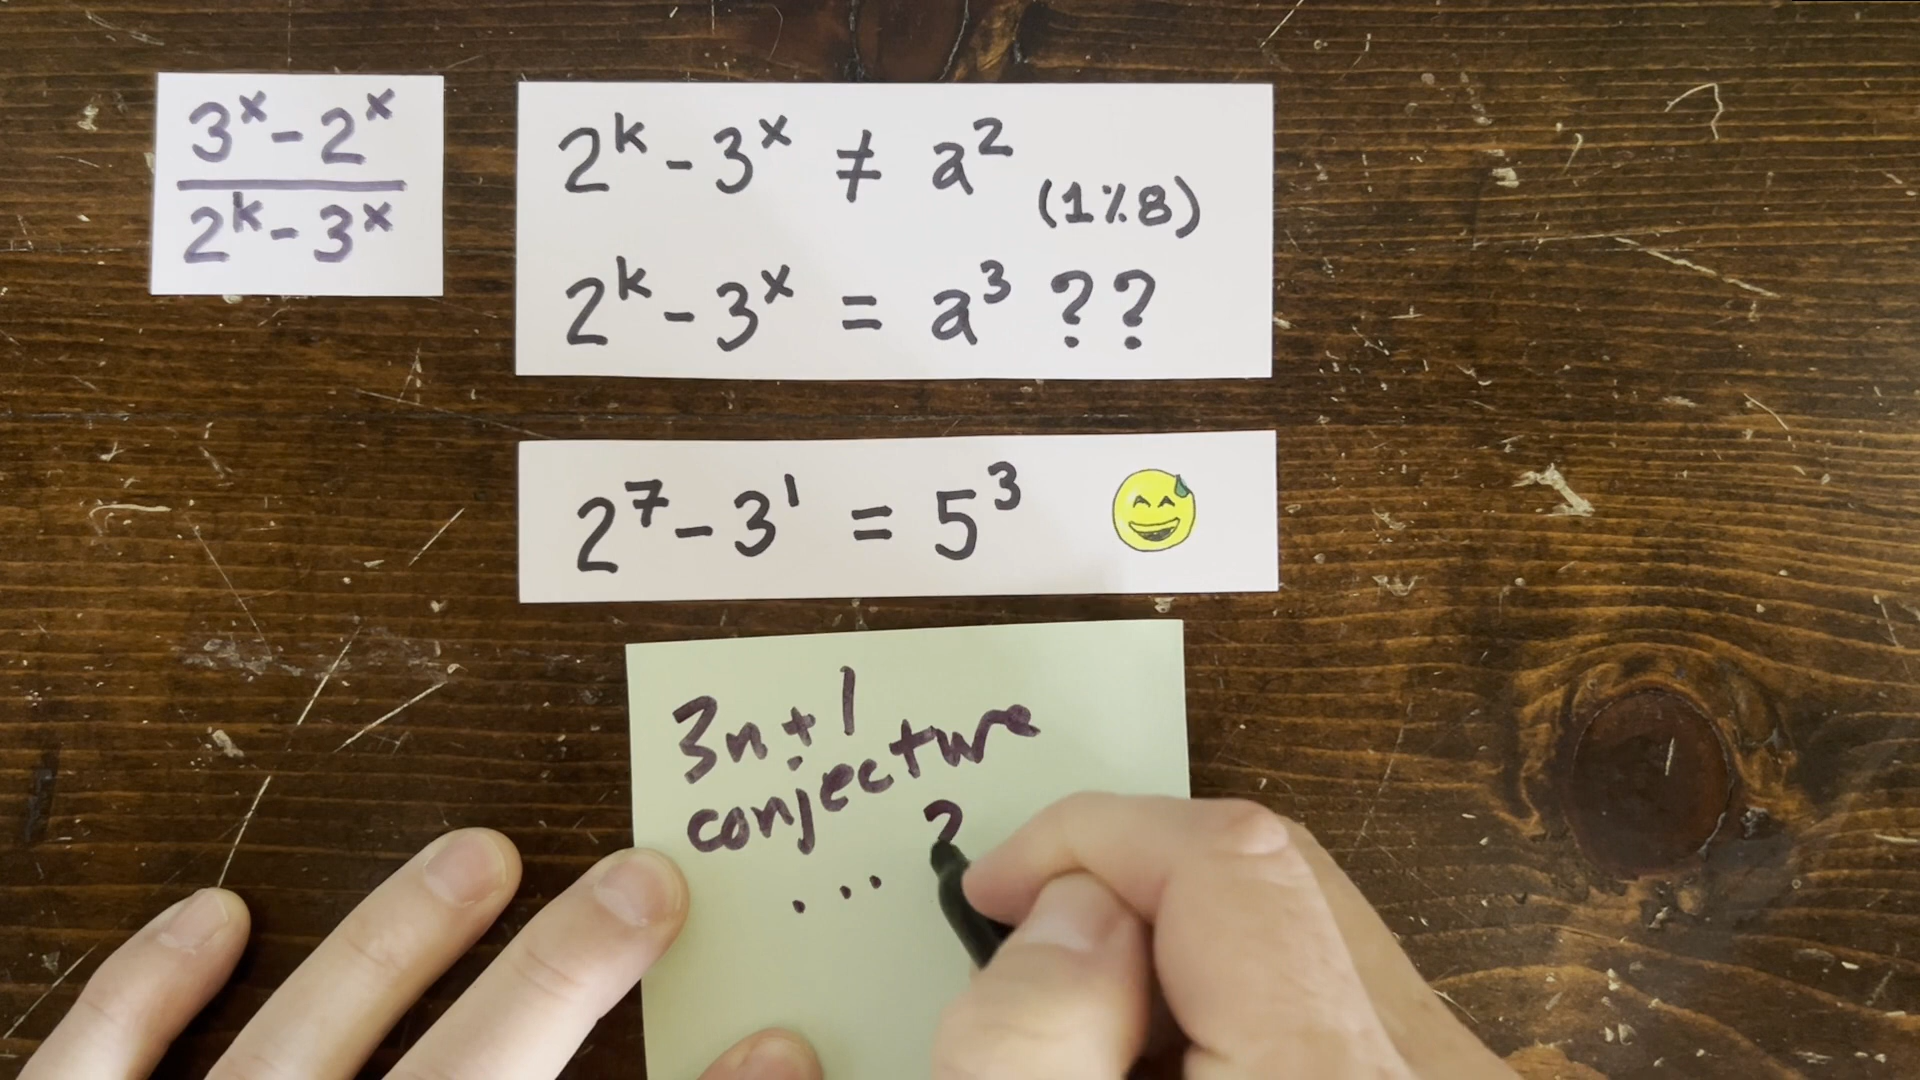 3^x - 2^x
2^k - 3^x
2^k - 3^x ≠ a^2
(1%8)
2^k - 3^x = a^3 ??
2^7 - 3^1 = 5^3
3n+1
conjecture
... ?